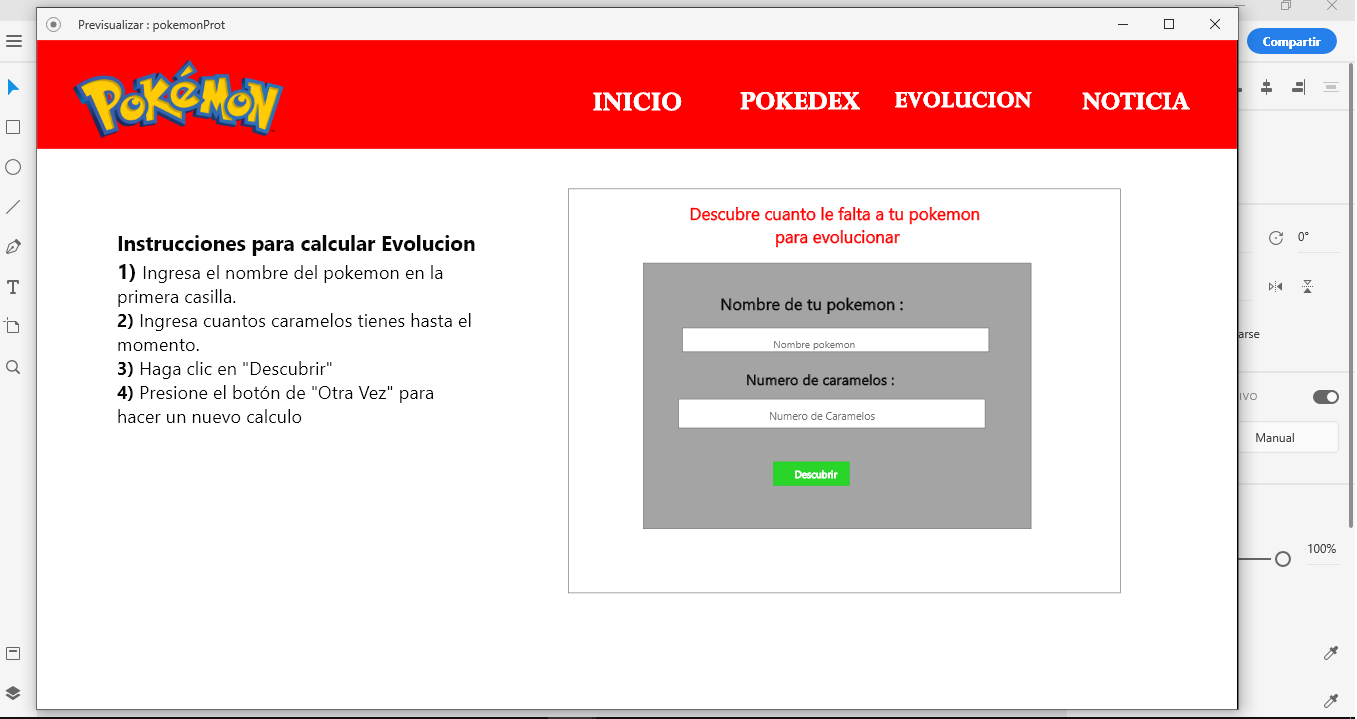 Previsualizar : pokemonProt
Compartir
POKéMON
INICIO
POKEDEX
EVOLUCION
NOTICIA
Instrucciones para calcular Evolucion
1) Ingresa el nombre del pokemon en la
primera casilla.
2) Ingresa cuantos caramelos tienes hasta el
momento.
3) Haga clic en "Descubrir"
4) Presione el botón de "Otra Vez" para
hacer un nuevo calculo
Descubre cuanto le falta a tu pokemon
para evolucionar
Nombre de tu pokemon :
Nombre pokemon
Numero de caramelos :
Numero de Caramelos
Descubrir
0°
arse
IVO
Manual
100%